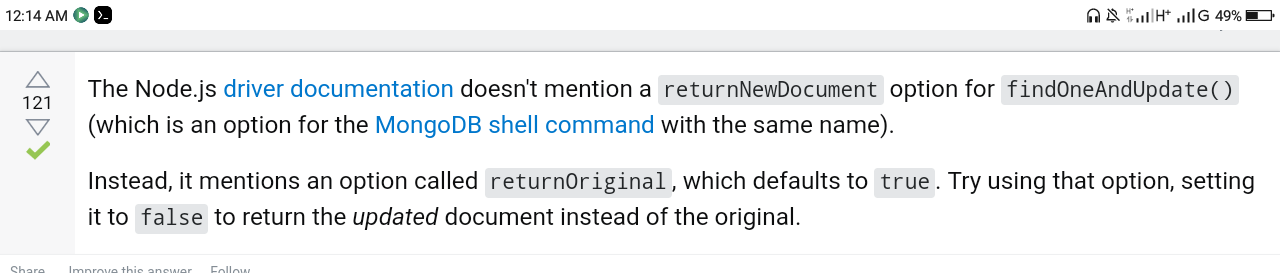 12:14 AM H+ H+ G 49%
The Node.js driver documentation doesn't mention a returnNewDocument option for findOneAndUpdate()
121
(which is an option for the MongoDB shell command with the same name).
Instead, it mentions an option called returnOriginal, which defaults to true. Try using that option, setting
it to false to return the updated document instead of the original.
Share Improve this answer Follow